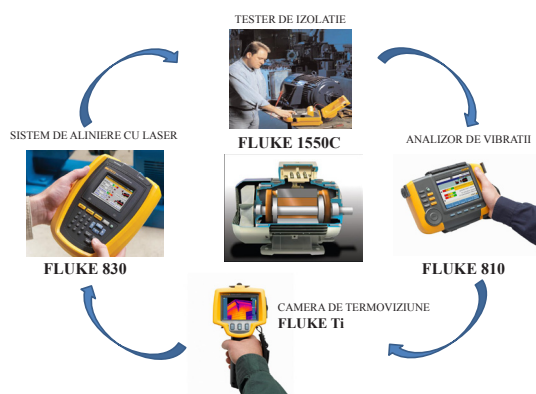 TESTER DE IZOLATIE
FLUKE 1550C
SISTEM DE ALINIERE CU LASER
ANALIZOR DE VIBRATII
FLUKE 830
FLUKE 810
CAMERA DE TERMOVIZIUNE
FLUKE Ti